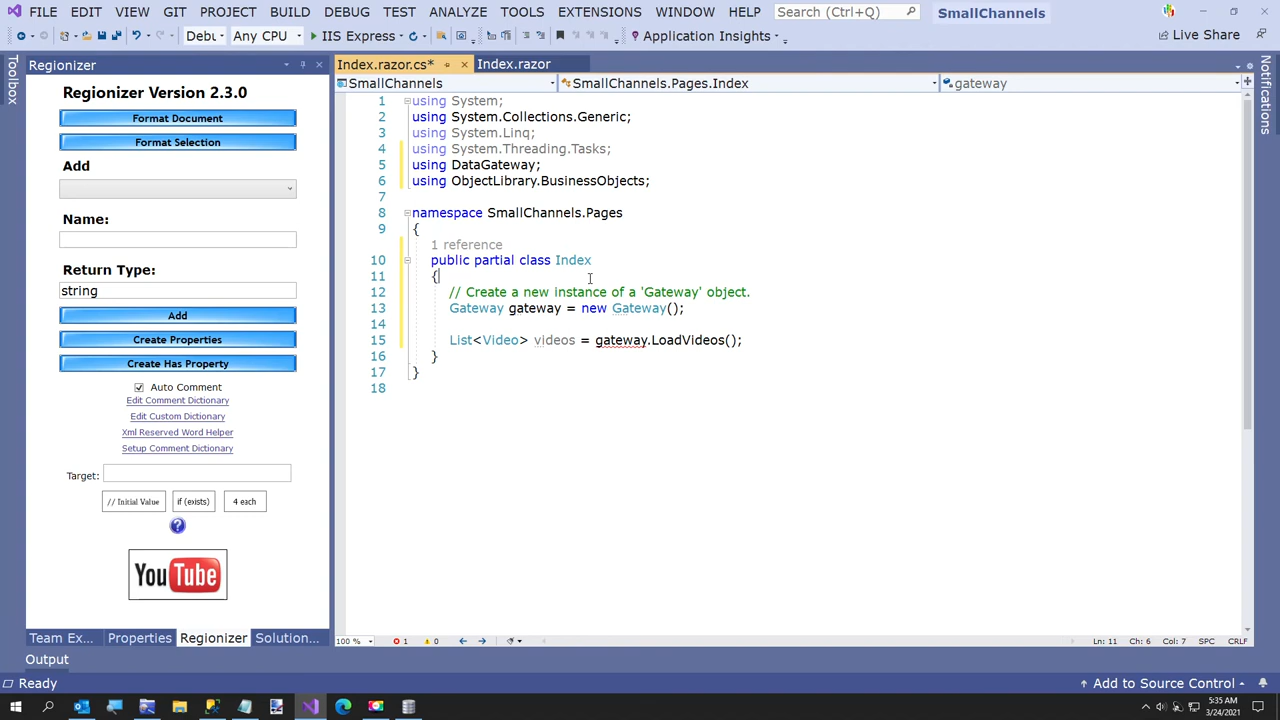 FILE EDIT VIEW GIT PROJECT BUILD DEBUG TEST ANALYZE TOOLS EXTENSIONS WINDOW HELP Search (Ctrl+Q) SmallChannels
Debu Any CPU IIS Express Application Insights Live Share
Toolbox
Regionizer
Regionizer Version 2.3.0
Format Document
Format Selection
Add
Name:
Return Type:
string
Add
Create Properties
Create Has Property
Auto Comment
Edit Comment Dictionary
Edit Custom Dictionary
Xml Reserved Word Helper
Setup Comment Dictionary
Target:
// Initial Value if (exists) 4 each
?
YouTube
Team Ex... Properties Regionizer Solution...
Index.razor.cs* Index.razor
SmallChannels SmallChannels.Pages.Index gateway
1 using System;
2 using System.Collections.Generic;
3 using System.Linq;
4 using System.Threading.Tasks;
5 using DataGateway;
6 using ObjectLibrary.BusinessObjects;
7
8 namespace SmallChannels.Pages
9 {
1 reference
10 public partial class Index
11 {
12 // Create a new instance of a 'Gateway' object.
13 Gateway gateway = new Gateway();
14
15 List<Video> videos = gateway.LoadVideos();
16 }
17 }
18
100 % 1 0 Ln: 11 Ch: 6 Col: 7 SPC CRLF
Notifications
Output
Ready Add to Source Control
5:35 AM
3/24/2021